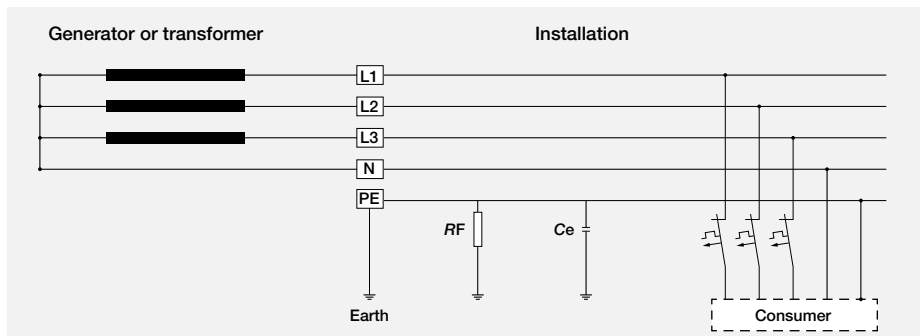 Generator or transformer
Installation
L1
L2
L3
N
PE
RF
Ce
Earth
Consumer